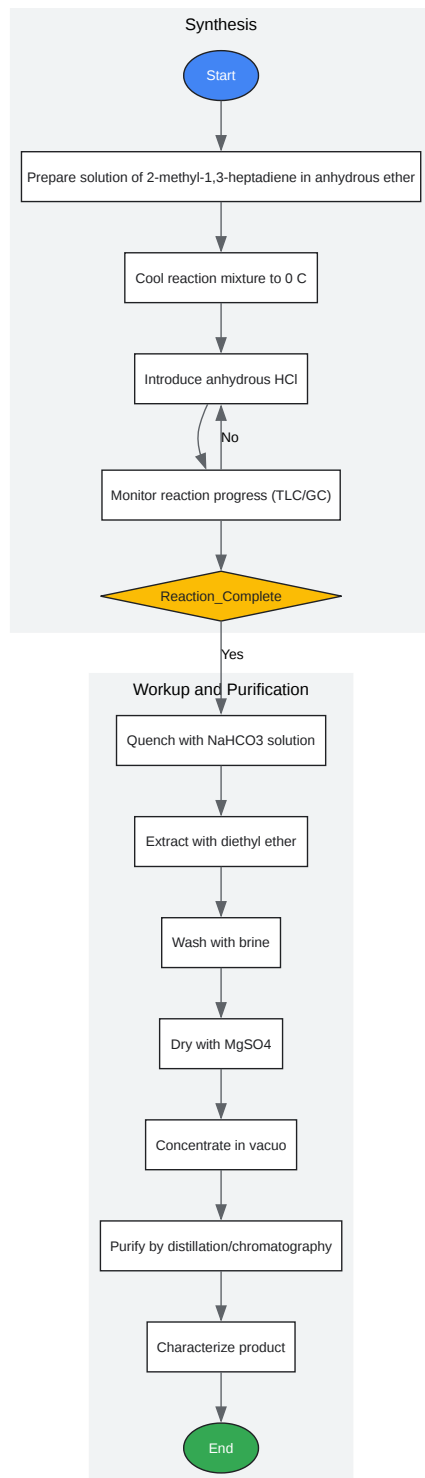 Synthesis
Start
Prepare solution of 2-methyl-1,3-heptadiene in anhydrous ether
Cool reaction mixture to 0 C
Introduce anhydrous HCl
No
Monitor reaction progress (TLC/GC)
Reaction_Complete
Yes
Workup and Purification
Quench with NaHCO3 solution
Extract with diethyl ether
Wash with brine
Dry with MgSO4
Concentrate in vacuo
Purify by distillation/chromatography
Characterize product
End